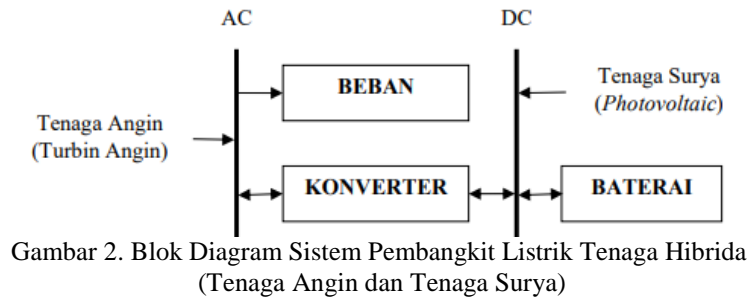 AC
DC
BEBAN
Tenaga Surya
(Photovoltaic)
Tenaga Angin
(Turbin Angin)
KONVERTER
BATERAI
Gambar 2. Blok Diagram Sistem Pembangkit Listrik Tenaga Hibrida
(Tenaga Angin dan Tenaga Surya)